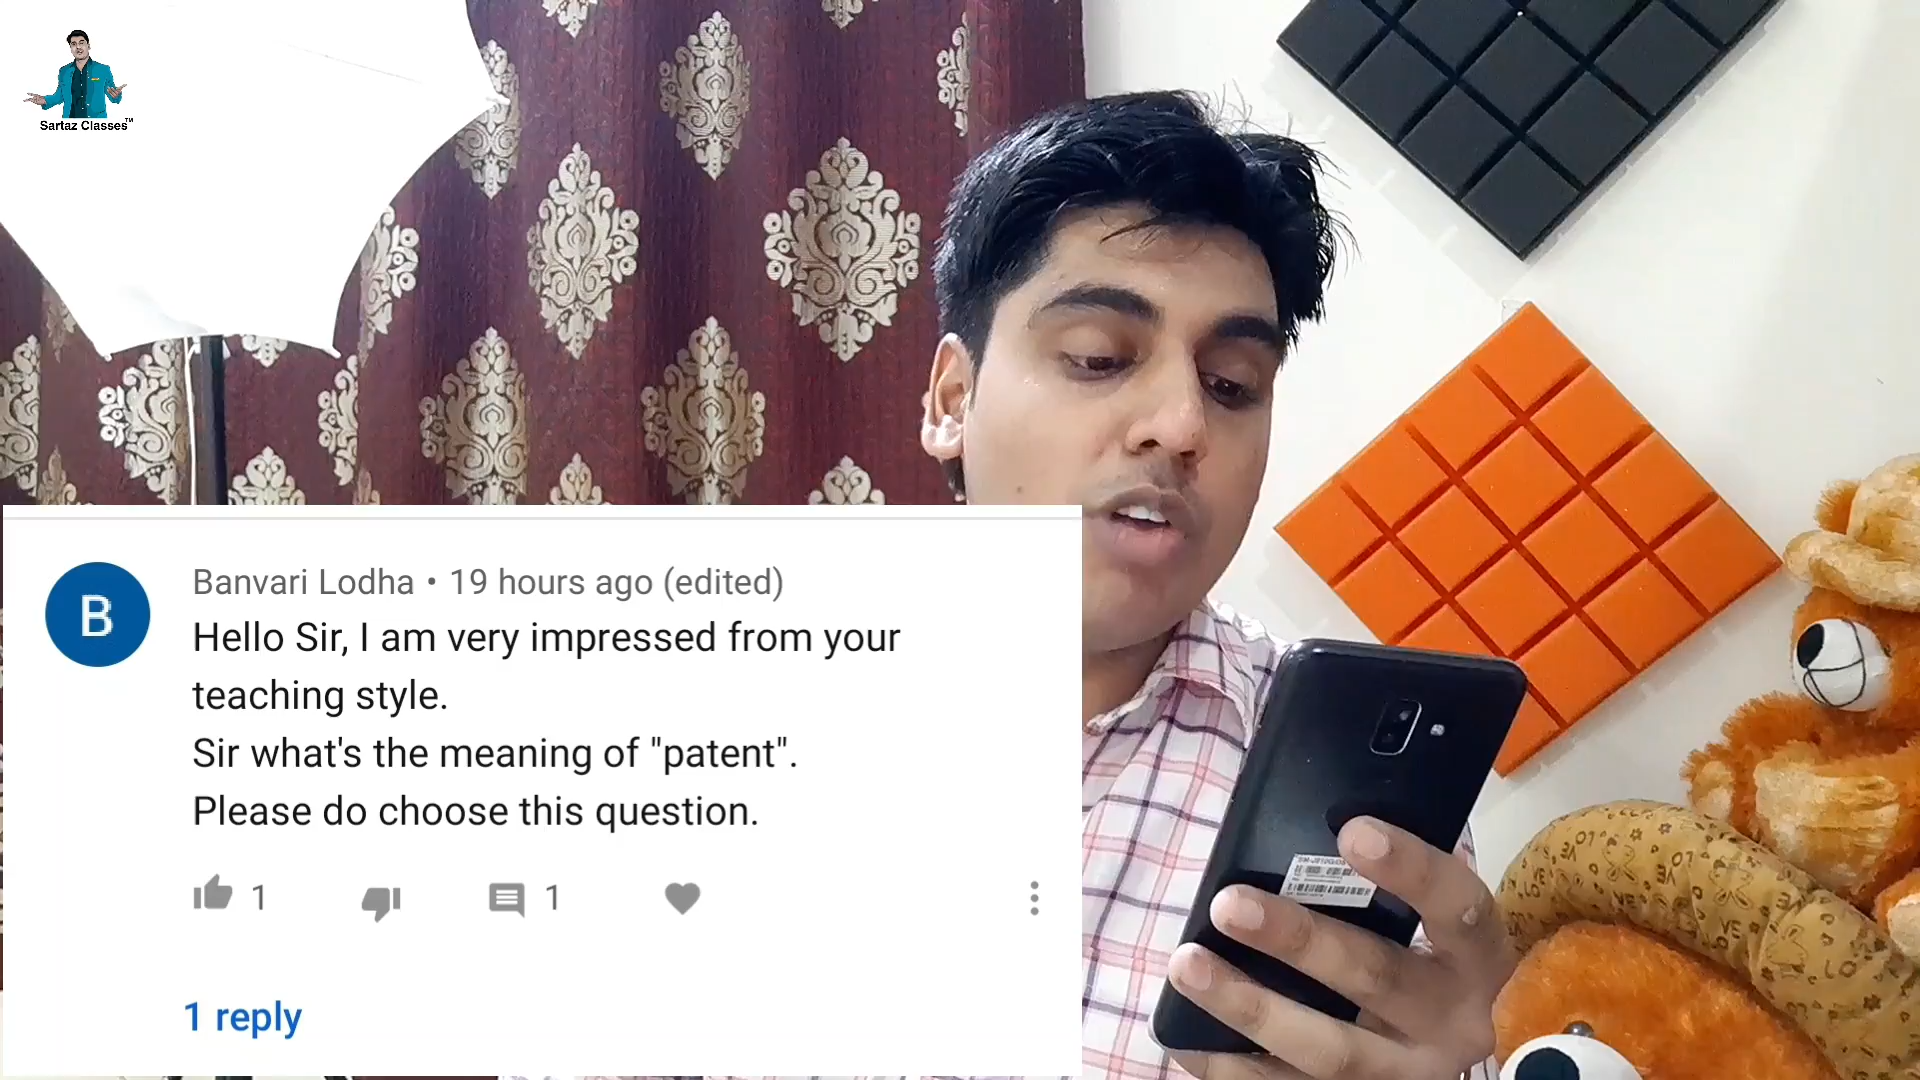 Sartaz Classes™
Banvari Lodha • 19 hours ago (edited)
Hello Sir, I am very impressed from your
teaching style.
Sir what's the meaning of "patent".
Please do choose this question.
1
1
1 reply